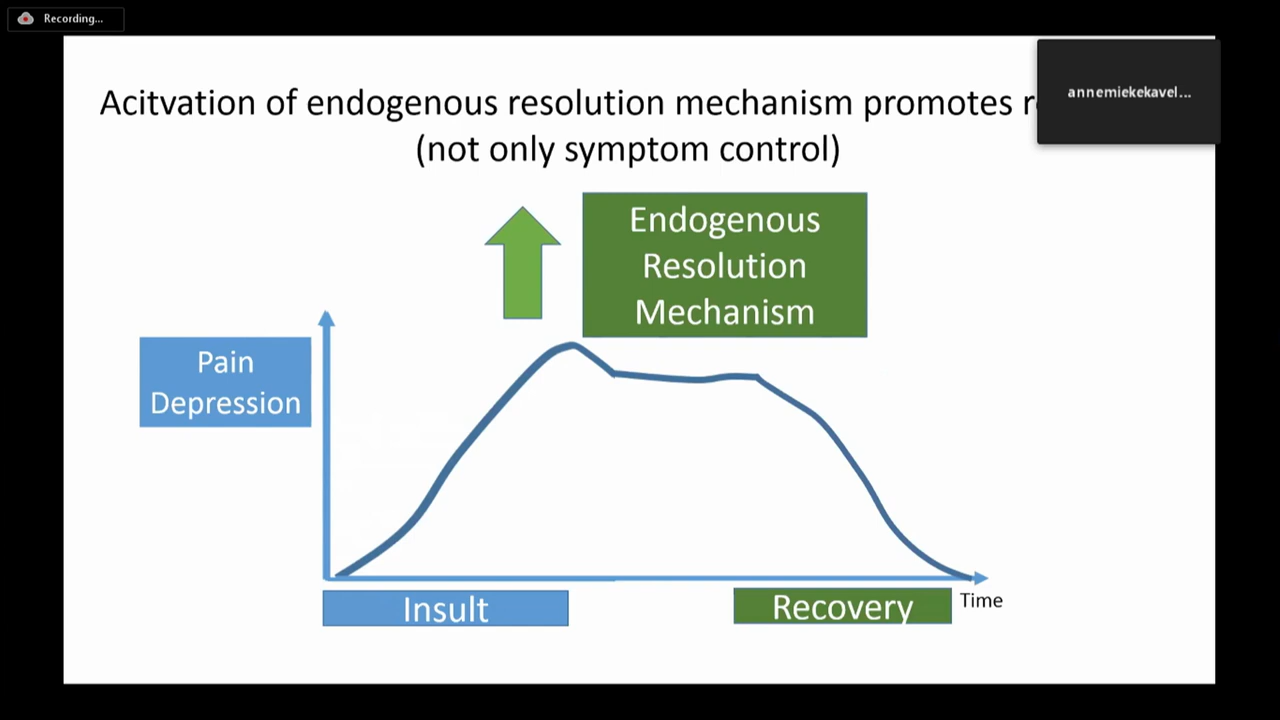 Recording...
annemiekekavel...
Acitvation of endogenous resolution mechanism promotes
(not only symptom control)
Endogenous
Resolution
Mechanism
Pain
Depression
Insult
Recovery
Time